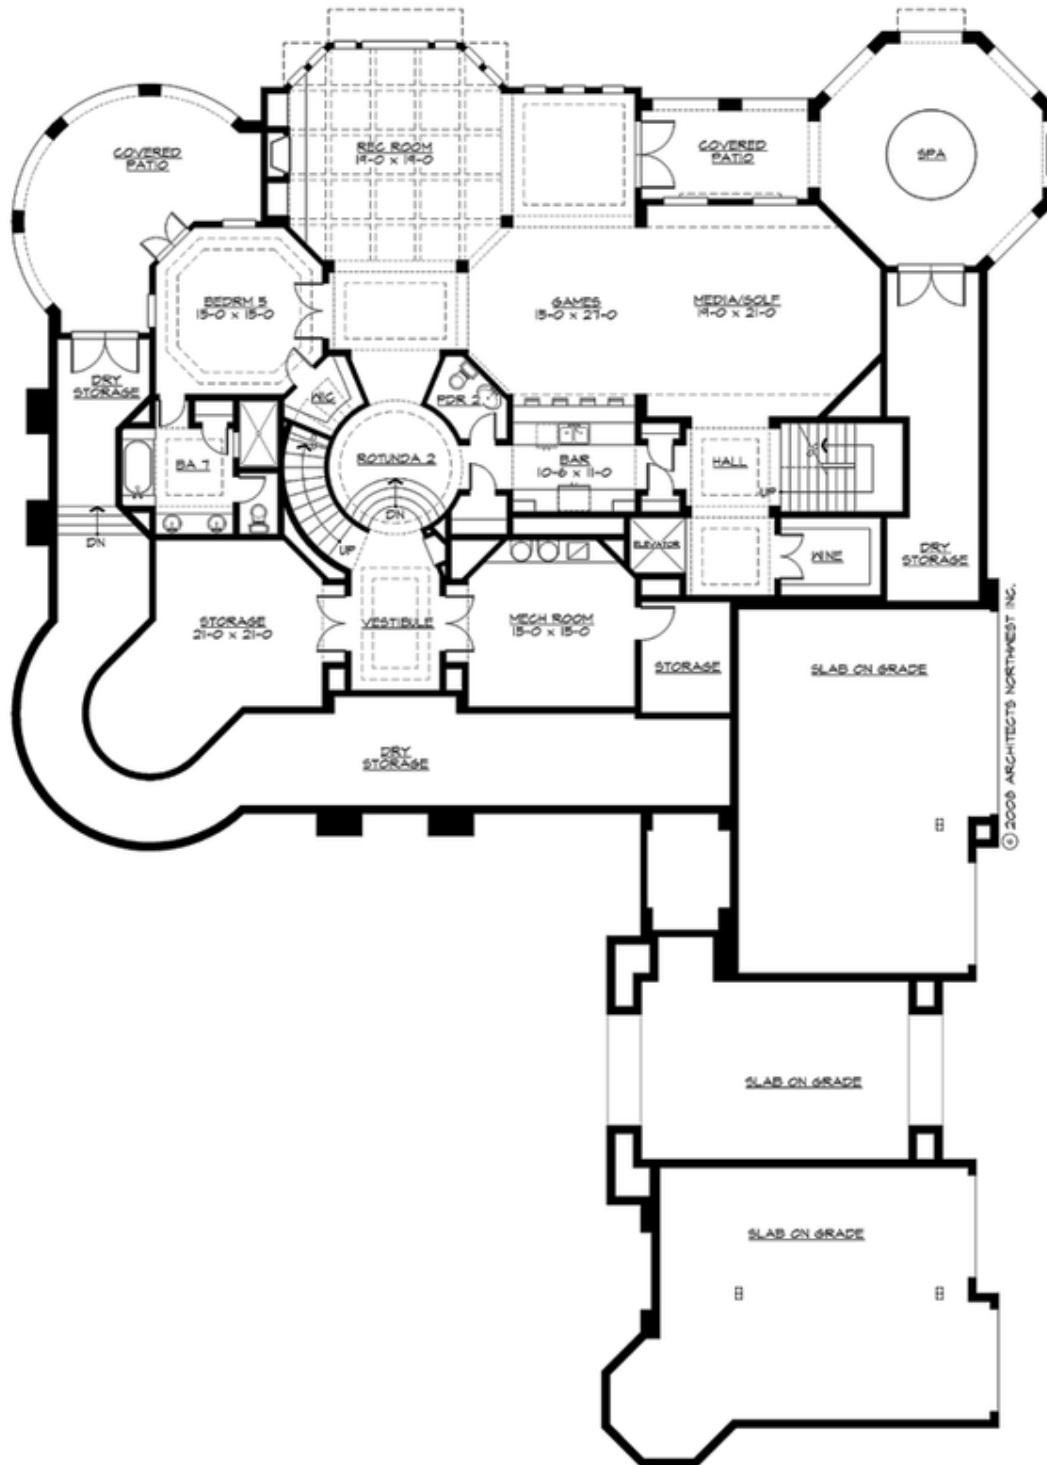 COVERED
PATIO
REC ROOM
19-0 x 19-0
COVERED
PATIO
SPA
BEDRM 5
15-0 x 15-0
GAMES
15-0 x 27-0
MEDIA/GOLF
19-0 x 21-0
DRY
STORAGE
WIC
PDR 2
BA 7
ROTUNDA 2
BAR
10-6 x 11-0
HALL
UP
DN
DN
UP
ELEVATOR
WINE
DRY
STORAGE
STORAGE
21-0 x 21-0
VESTIBULE
MECH ROOM
15-0 x 15-0
STORAGE
SLAB ON GRADE
DRY
STORAGE
© 2008 ARCHITECTS NORTHWEST INC.
SLAB ON GRADE
SLAB ON GRADE